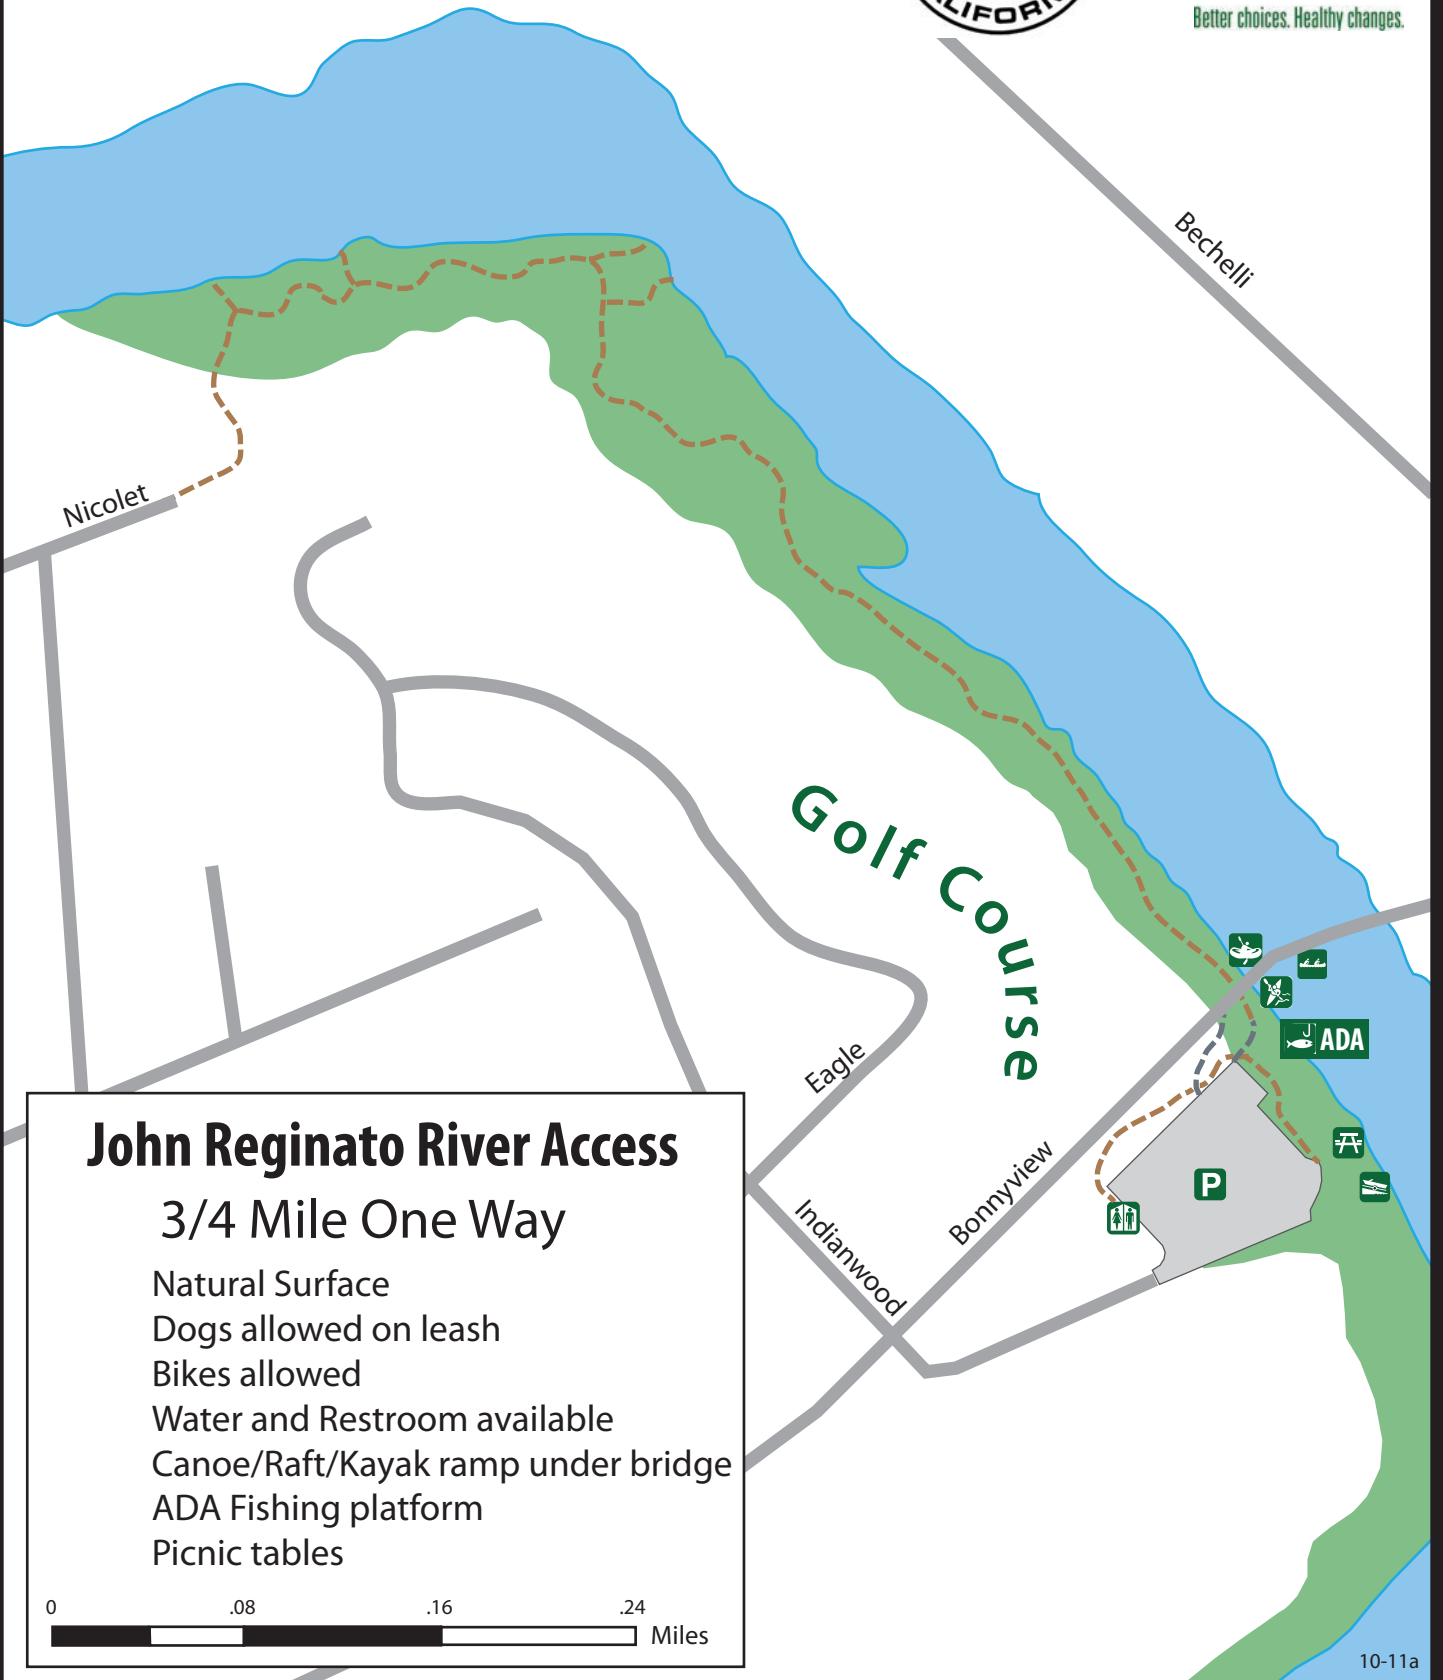 Better choices. Healthy changes.
Bechelli
Nicolet
Golf Course
ADA
Eagle
Bonnyview
P
Indianwood
John Reginato River Access
3/4 Mile One Way
Natural Surface
Dogs allowed on leash
Bikes allowed
Water and Restroom available
Canoe/Raft/Kayak ramp under bridge
ADA Fishing platform
Picnic tables
0 .08 .16 .24
Miles
10-11a